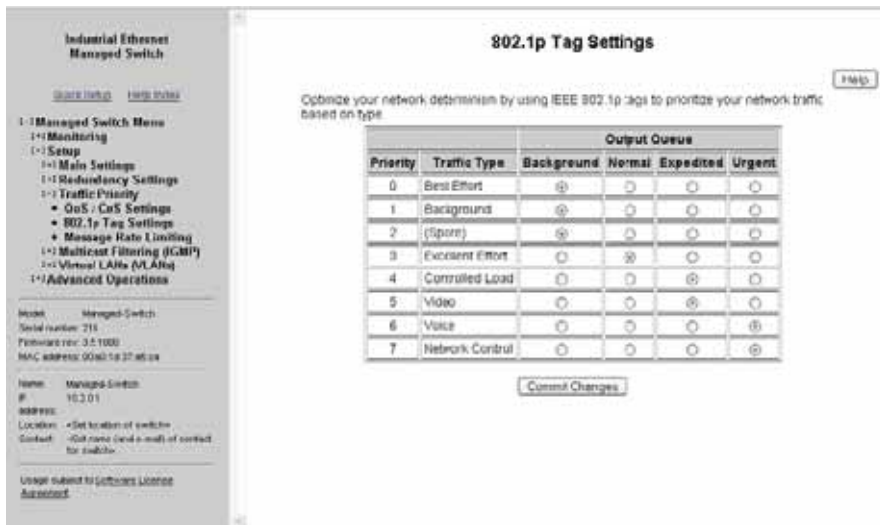 Industrial Ethernet
Managed Switch
Quick Setup Help Index
[-] Managed Switch Menu
[+] Monitoring
[-] Setup
[+] Main Settings
[+] Redundancy Settings
[-] Traffic Priority
• QoS / CoS Settings
• 802.1p Tag Settings
• Message Rate Limiting
[+] Multicast Filtering (IGMP)
[+] Virtual LANs (VLANs)
[+] Advanced Operations
Model: Managed-Switch
Serial number:
Firmware rev:
MAC address:
Name: Managed-Switch
IP address:
Location: <Set location of switch>
Contact: <Set name (and e-mail) of contact
for switch>
Usage subject to Software License
Agreement.
802.1p Tag Settings
Help
Optimize your network determinism by using IEEE 802.1p tags to prioritize your network traffic
based on type.
Output Queue
Priority Traffic Type Background Normal Expedited Urgent
0 Best Effort
1 Background
2 (Spare)
3 Excellent Effort
4 Controlled Load
5 Video
6 Voice
7 Network Control
Commit Changes